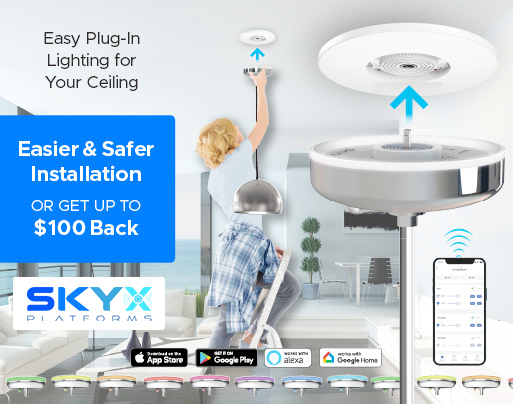 Easy Plug-In
Lighting for
Your Ceiling
Easier & Safer
Installation
OR GET UP TO
$100 Back
SKYX
PLATFORMS
Download on the
App Store
GET IT ON
Google Play
WORKS WITH
alexa
works with
Google Home